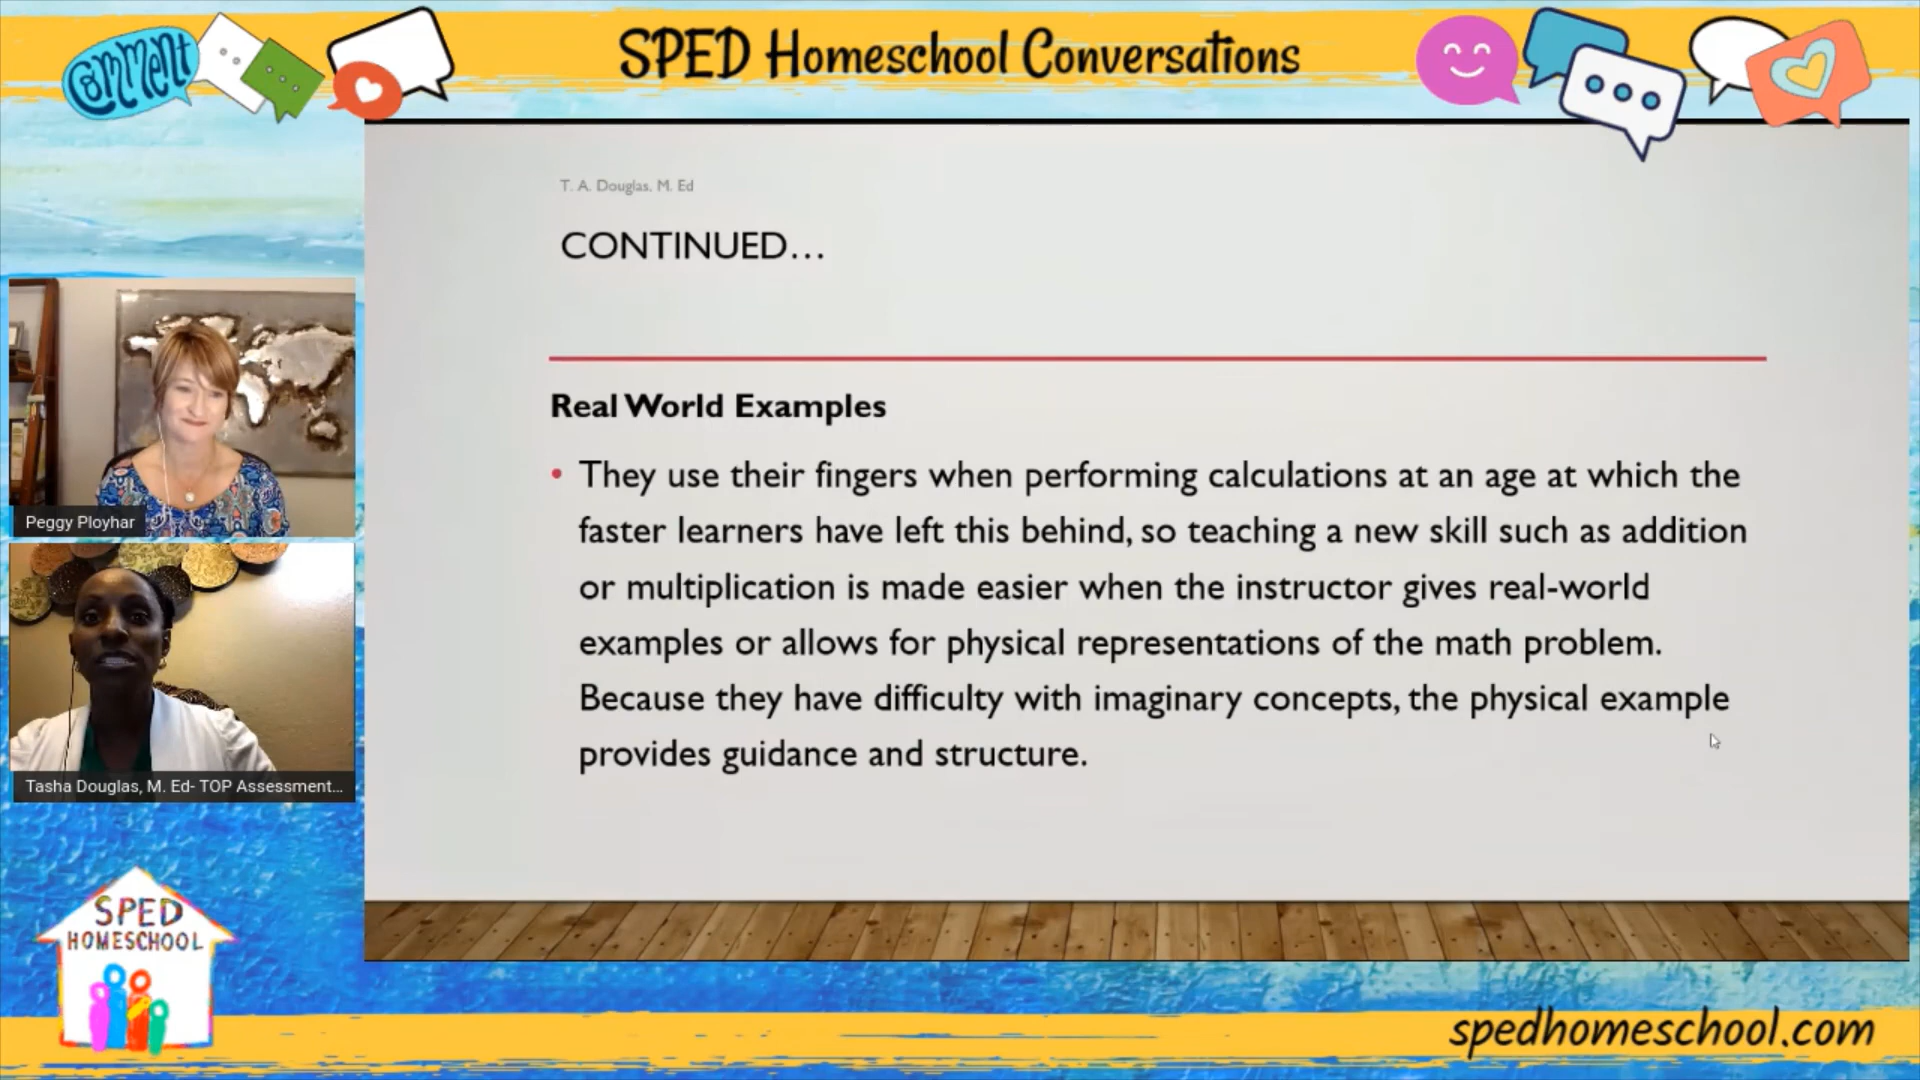 comment
SPED Homeschool Conversations
T. A. Douglas, M. Ed
CONTINUED...
Real World Examples
• They use their fingers when performing calculations at an age at which the
faster learners have left this behind, so teaching a new skill such as addition
or multiplication is made easier when the instructor gives real-world
examples or allows for physical representations of the math problem.
Because they have difficulty with imaginary concepts, the physical example
provides guidance and structure.
Peggy Ployhar
Tasha Douglas, M. Ed- TOP Assessment...
SPED
HOMESCHOOL
spedhomeschool.com